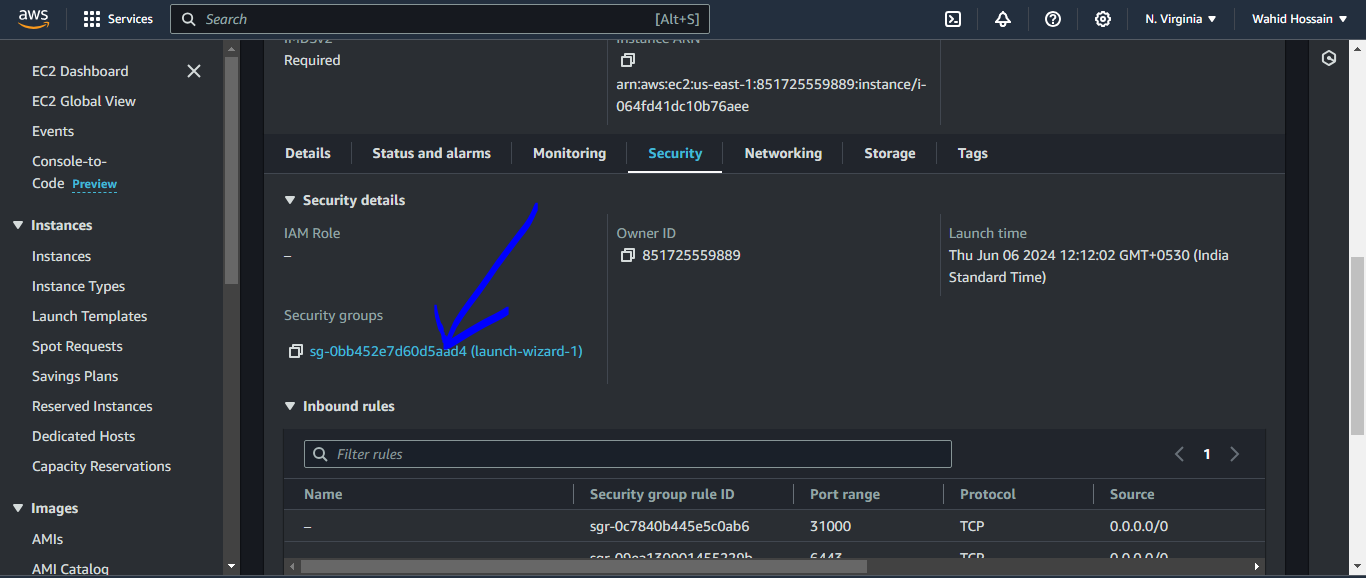 aws Services Search [Alt+S] N. Virginia Wahid Hossain
EC2 Dashboard
EC2 Global View
Events
Console-to-
Code Preview
Instances
Instances
Instance Types
Launch Templates
Spot Requests
Savings Plans
Reserved Instances
Dedicated Hosts
Capacity Reservations
Images
AMIs
AMI Catalog
IMDSv2
Required
Instance ARN
arn:aws:ec2:us-east-1:851725559889:instance/i-
064fd41dc10b76aee
Details Status and alarms Monitoring Security Networking Storage Tags
Security details
IAM Role
–
Owner ID
851725559889
Launch time
Thu Jun 06 2024 12:12:02 GMT+0530 (India
Standard Time)
Security groups
sg-0bb452e7d60d5aad4 (launch-wizard-1)
Inbound rules
Filter rules 1
Name Security group rule ID Port range Protocol Source
– sgr-0c7840b445e5c0ab6 31000 TCP 0.0.0.0/0
6443 TCP 0.0.0.0/0